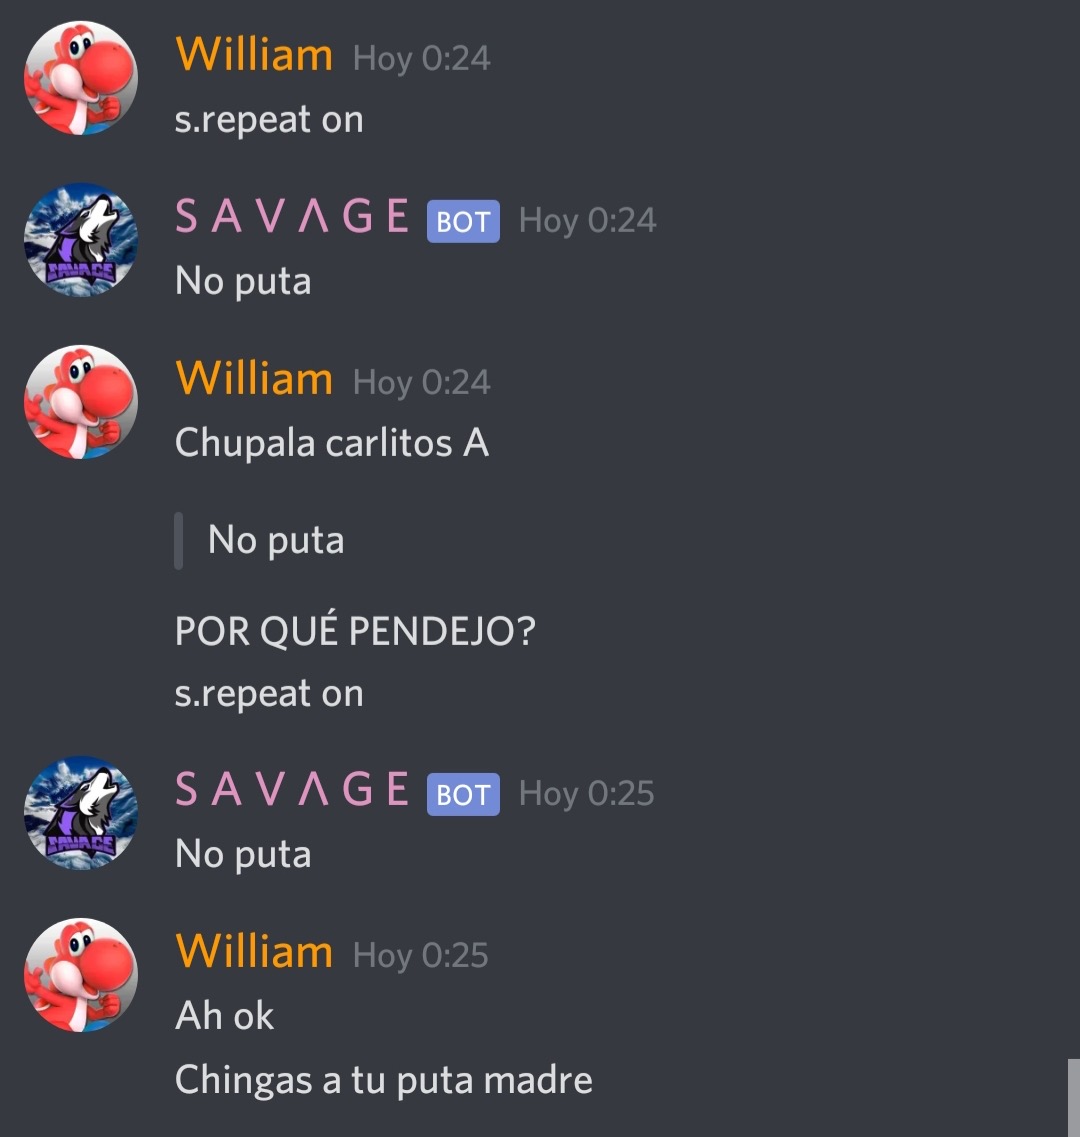 William Hoy 0:24
s.repeat on
S A V Λ G E BOT Hoy 0:24
SAVAGE
No puta
William Hoy 0:24
Chupala carlitos A
No puta
POR QUÉ PENDEJO?
s.repeat on
S A V Λ G E BOT Hoy 0:25
SAVAGE
No puta
William Hoy 0:25
Ah ok
Chingas a tu puta madre